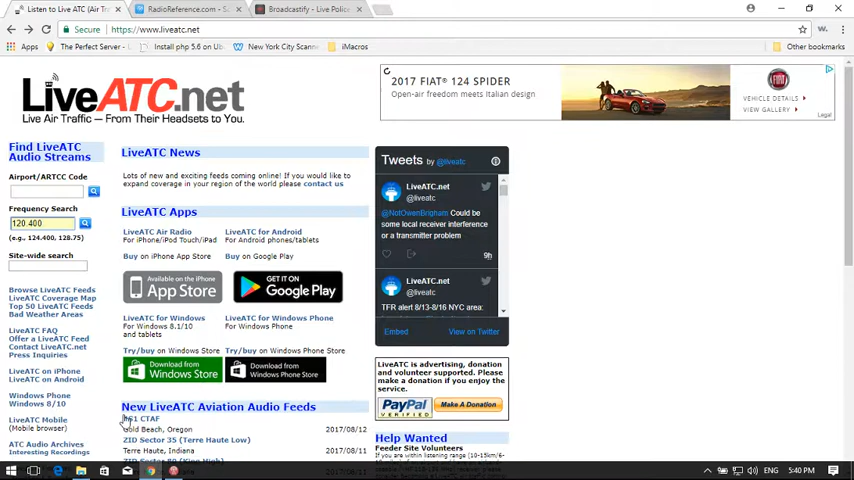 Listen to Live ATC (Air Tr
RadioReference.com - S
Broadcastify - Live Police
Secure
https://www.liveatc.net
Apps
The Perfect Server -
Install php 5.6 on Ub
New York City Scann
iMacros
Other bookmarks
LiveATC.net
Live Air Traffic — From Their Headsets to You.
2017 FIAT® 124 SPIDER
Open-air freedom meets Italian design
FIAT
VEHICLE DETAILS
VIEW GALLERY
Legal
Find LiveATC
Audio Streams
Airport/ARTCC Code
Frequency Search
120.400
(e.g., 124.400, 128.75)
Site-wide search
Browse LiveATC Feeds
LiveATC Coverage Map
Top 50 LiveATC Feeds
Bad Weather Areas
LiveATC FAQ
Offer a LiveATC Feed
Contact LiveATC.net
Press Inquiries
LiveATC on iPhone
LiveATC on Android
Windows Phone
Windows 8/10
LiveATC Mobile
(Mobile browser)
ATC Audio Archives
Interesting Recordings
LiveATC News
Lots of new and exciting feeds coming online! If you would like to
expand coverage in your region of the world please contact us
LiveATC Apps
LiveATC Air Radio
For iPhone/iPod Touch/iPad
Buy on iPhone App Store
Available on the iPhone
App Store
LiveATC for Android
For Android phones/tablets
Buy on Google Play
GET IT ON
Google Play
LiveATC for Windows
For Windows 8.1/10
and tablets
Try/buy on Windows Store
Download from
Windows Store
LiveATC for Windows Phone
For Windows Phone
Try/buy on Windows Phone Store
Download from
Windows Phone Store
New LiveATC Aviation Audio Feeds
CTAF
Gold Beach, Oregon
2017/08/12
ZID Sector 35 (Terre Haute Low)
Terre Haute, Indiana
2017/08/11
Tweets by @liveatc
LiveATC.net
@liveatc
@NotOwenBrigham Could be
some local receiver interference
or a transmitter problem
9h
LiveATC.net
@liveatc
TFR alert 8/13-8/16 NYC area:
Embed
View on Twitter
LiveATC is advertising, donation
and volunteer supported. Please
make a donation if you enjoy the
service.
PayPal
VERIFIED
Make A Donation
Help Wanted
Feeder Site Volunteers
ENG
5:40 PM